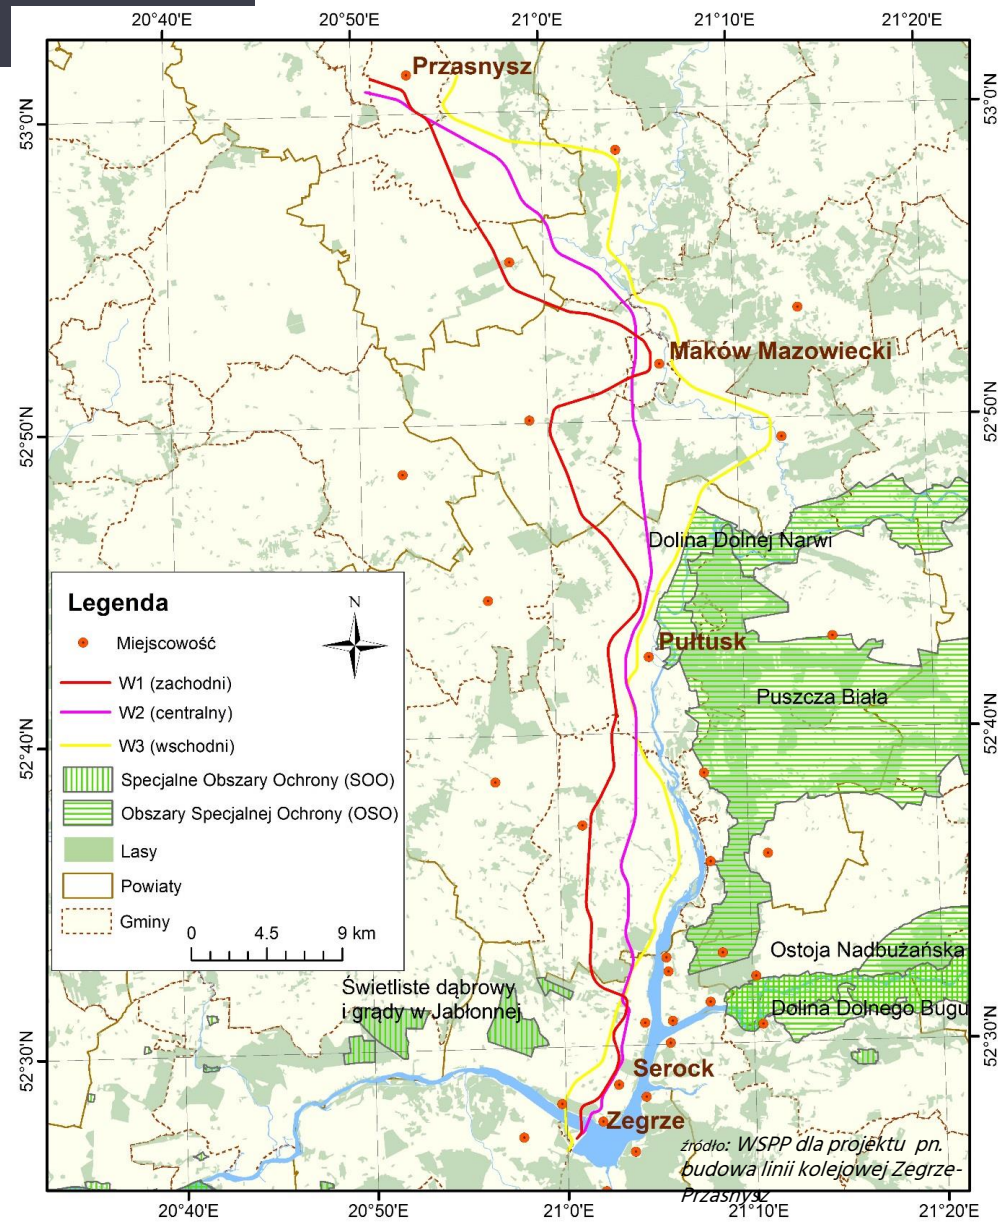 20°40'E 20°50'E 21°0'E 21°10'E 21°20'E
Przasnysz
53°0'N 53°0'N
Maków Mazowiecki
52°50'N 52°50'N
Dolina Dolnej Narwi
Legenda
N
Miejscowość
Pułtusk
W1 (zachodni)
Puszcza Biała
W2 (centralny)
52°40'N 52°40'N
W3 (wschodni)
Specjalne Obszary Ochrony (SOO)
Obszary Specjalnej Ochrony (OSO)
Lasy
Powiaty
Gminy
0 4.5 9 km
Ostoja Nadbużańska
Świetliste dąbrowy
i grądy w Jabłonnej
Dolina Dolnego Bugu
52°30'N 52°30'N
Serock
Zegrze
źródło: WSPP dla projektu pn.
budowa linii kolejowej Zegrze-
Przasnysz
20°40'E 20°50'E 21°0'E 21°10'E 21°20'E